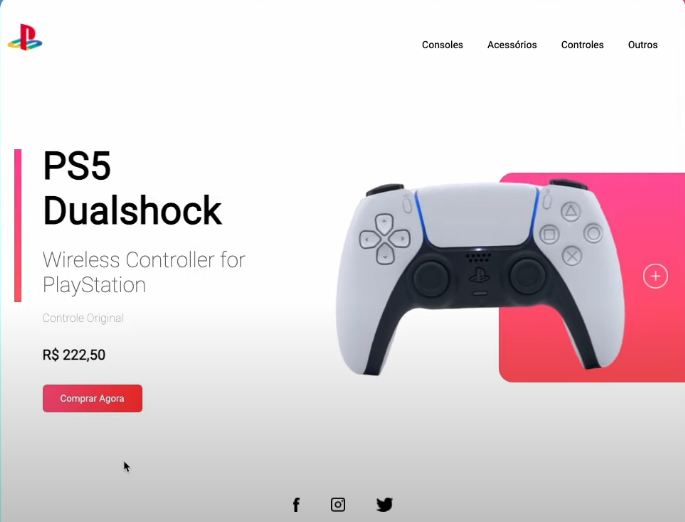 Consoles
Acessórios
Controles
Outros
PS5
Dualshock
Wireless Controller for
PlayStation
Controle Original
R$ 222,50
Comprar Agora